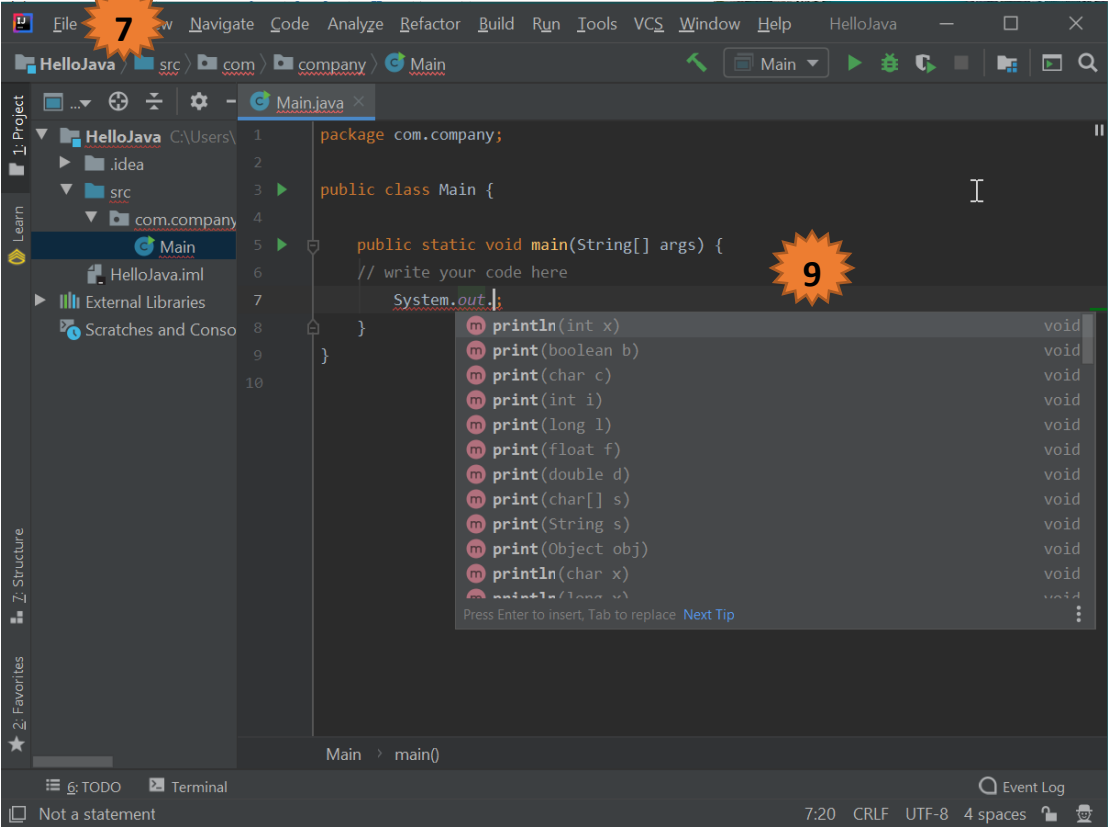 File w Navigate Code Analyze Refactor Build Run Tools VCS Window Help HelloJava
7
HelloJava src com company Main Main
1: Project
... Main.java
HelloJava C:\Users\
.idea
src
com.company
Main
HelloJava.iml
External Libraries
Scratches and Conso
Learn
7: Structure
2: Favorites
1 package com.company;
2
3 public class Main {
4
5 public static void main(String[] args) {
6 // write your code here
7 System.out.;
8 }
9 }
10
9
println(int x) void
print(boolean b) void
print(char c) void
print(int i) void
print(long l) void
print(float f) void
print(double d) void
print(char[] s) void
print(String s) void
print(Object obj) void
println(char x) void
println(long x) void
Press Enter to insert, Tab to replace Next Tip
Main main()
6: TODO Terminal Event Log
Not a statement 7:20 CRLF UTF-8 4 spaces